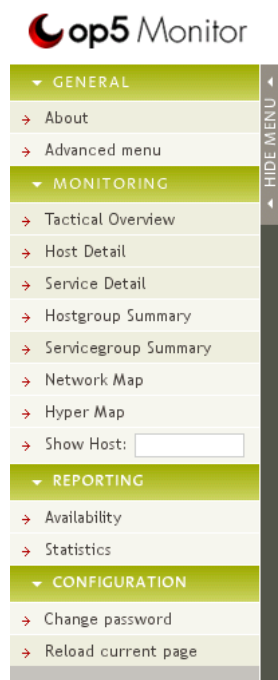 op5 Monitor
GENERAL
About
Advanced menu
MONITORING
Tactical Overview
Host Detail
Service Detail
Hostgroup Summary
Servicegroup Summary
Network Map
Hyper Map
Show Host:
REPORTING
Availability
Statistics
CONFIGURATION
Change password
Reload current page
HIDE MENU